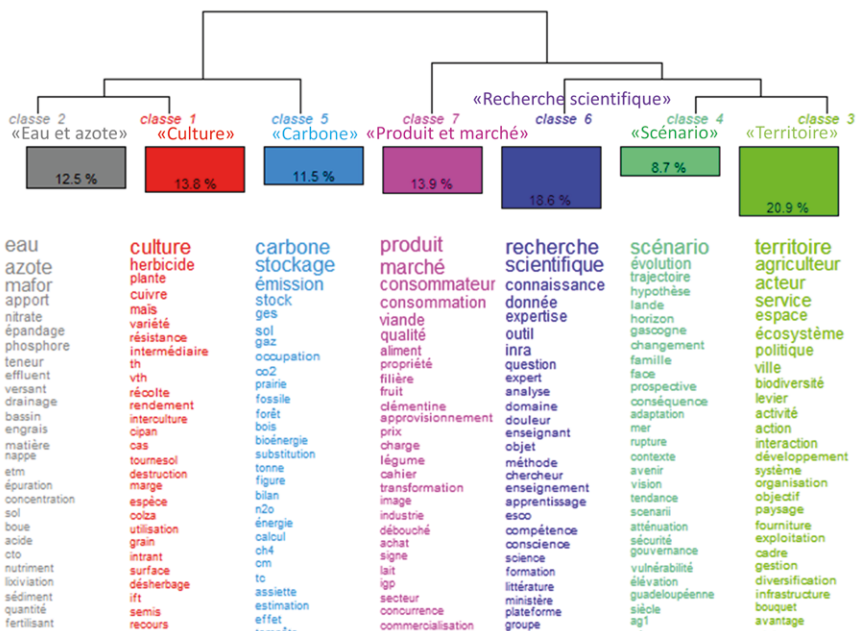 «Recherche scientifique»
classe 2
classe 1
classe 5
classe 7
classe 6
classe 4
classe 3
«Eau et azote»
«Culture»
«Carbone»
«Produit et marché»
«Scénario»
«Territoire»
12.5 %
13.8 %
11.5 %
13.9 %
18.6 %
8.7 %
20.9 %
eau
azote
mafor
apport
nitrate
épandage
phosphore
teneur
effluent
versant
drainage
bassin
engrais
matière
nappe
etm
épuration
concentration
sol
boue
acide
cto
nutriment
lixiviation
sédiment
quantité
fertilisant
culture
herbicide
plante
cuivre
maïs
variété
résistance
intermédiaire
th
vth
récolte
rendement
interculture
cipan
cas
tournesol
destruction
marge
espèce
colza
utilisation
grain
intrant
surface
désherbage
ift
semis
recours
carbone
stockage
émission
stock
ges
sol
gaz
occupation
co2
prairie
fossile
forêt
bois
bioénergie
substitution
tonne
figure
bilan
n2o
énergie
calcul
ch4
cm
tc
assiette
estimation
effet
produit
marché
consommateur
consommation
viande
qualité
aliment
propriété
filière
fruit
clémentine
approvisionnement
prix
charge
légume
cahier
transformation
image
industrie
débouché
achat
signe
lait
igp
secteur
concurrence
commercialisation
recherche
scientifique
connaissance
donnée
expertise
outil
inra
question
expert
analyse
domaine
douleur
enseignant
objet
méthode
chercheur
enseignement
apprentissage
esco
compétence
conscience
science
formation
littérature
ministère
plateforme
groupe
scénario
évolution
trajectoire
hypothèse
lande
horizon
gascogne
changement
famille
face
prospective
conséquence
adaptation
mer
rupture
contexte
avenir
vision
tendance
scenarii
atténuation
sécurité
gouvernance
vulnérabilité
élévation
guadeloupéenne
siècle
ag1
territoire
agriculteur
acteur
service
espace
écosystème
politique
ville
biodiversité
levier
activité
action
interaction
développement
système
organisation
objectif
paysage
fourniture
exploitation
cadre
gestion
diversification
infrastructure
bouquet
avantage